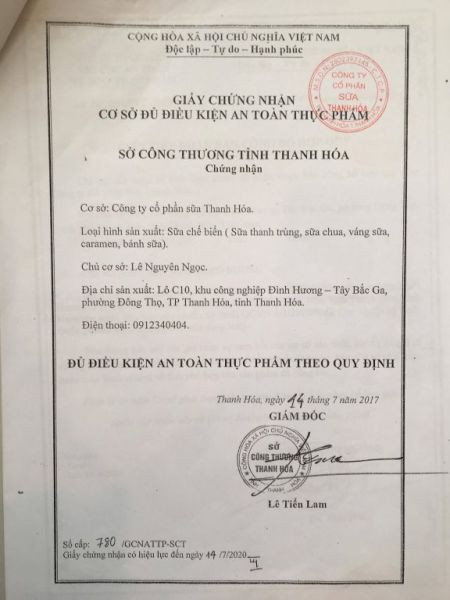 CỘNG HÒA XÃ HỘI CHỦ NGHĨA VIỆT NAM
Độc lập – Tự do – Hạnh phúc
M.S.D.N: C.T.C.P
CÔNG TY
CỔ PHẦN
SỮA
THANH HÓA
GIẤY CHỨNG NHẬN
CƠ SỞ ĐỦ ĐIỀU KIỆN AN TOÀN THỰC PHẨM
SỞ CÔNG THƯƠNG TỈNH THANH HÓA
Chứng nhận
Cơ sở: Công ty cổ phần sữa Thanh Hóa.
Loại hình sản xuất: Sữa chế biến ( Sữa thanh trùng, sữa chua, váng sữa,
caramen, bánh sữa).
Chủ cơ sở: Lê Nguyên Ngọc.
Địa chỉ sản xuất: Lô C10, khu công nghiệp Đình Hương – Tây Bắc Ga,
phường Đông Thọ, TP Thanh Hóa, tỉnh Thanh Hóa.
Điện thoại: 0912340404.
ĐỦ ĐIỀU KIỆN AN TOÀN THỰC PHẨM THEO QUY ĐỊNH
Thanh Hóa, ngày 14 tháng 7 năm 2017
GIÁM ĐỐC
CỘNG HÒA XÃ HỘI CHỦ NGHĨA
SỞ
CÔNG THƯƠNG
THANH HÓA
Lê Tiến Lam
Số cấp: 780 /GCNATTP-SCT
Giấy chứng nhận có hiệu lực đến ngày 14 /7/2020